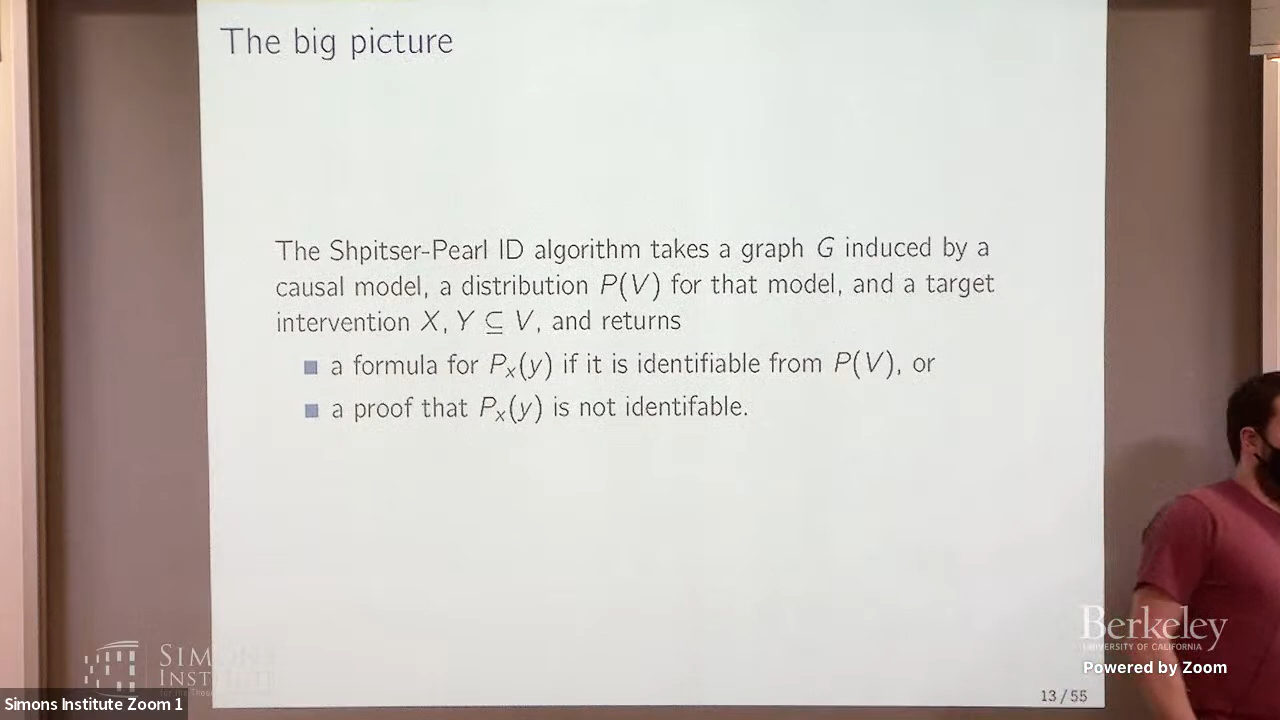 The big picture
The Shpitser-Pearl ID algorithm takes a graph G induced by a
causal model, a distribution P(V) for that model, and a target
intervention X, Y ⊆ V, and returns
a formula for Pₓ(y) if it is identifiable from P(V), or
a proof that Pₓ(y) is not identifable.
13 / 55
SIMONS
INSTITUTE
for the
Berkeley
UNIVERSITY OF CALIFORNIA
Powered by Zoom
Simons Institute Zoom 1